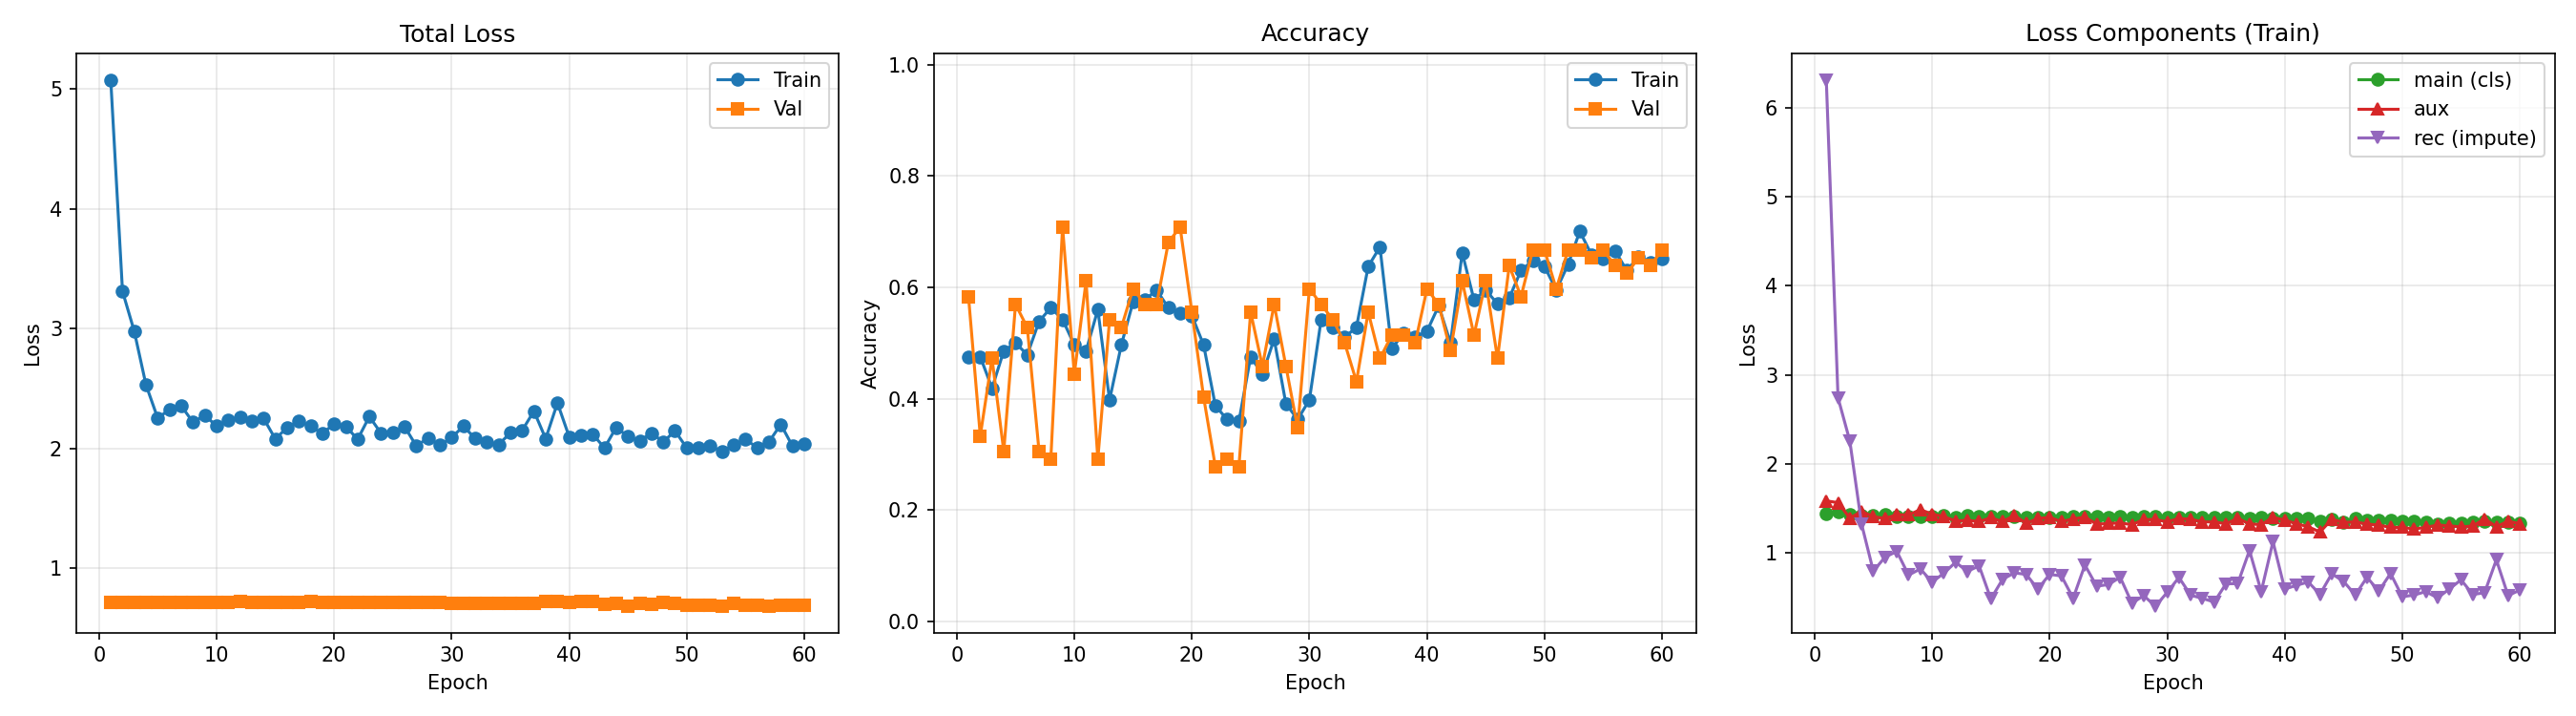 Total Loss
Train
Val
5
4
3
2
1
Loss
0 10 20 30 40 50 60
Epoch
Accuracy
Train
Val
1.0
0.8
0.6
0.4
0.2
0.0
Accuracy
0 10 20 30 40 50 60
Epoch
Loss Components (Train)
main (cls)
aux
rec (impute)
6
5
4
3
2
1
Loss
0 10 20 30 40 50 60
Epoch